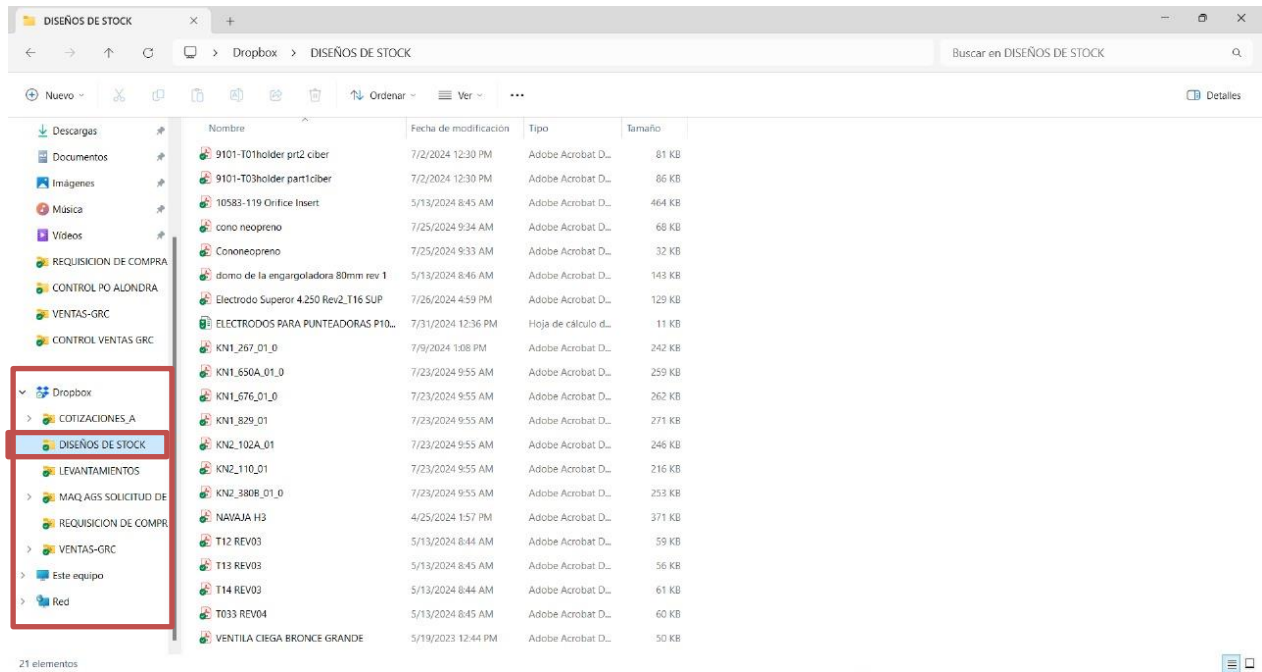 DISEÑOS DE STOCK
Dropbox > DISEÑOS DE STOCK
Buscar en DISEÑOS DE STOCK
Nuevo
Ordenar
Ver
Detalles
Descargas
Documentos
Imágenes
Música
Vídeos
REQUISICION DE COMPRA
CONTROL PO ALONDRA
VENTAS-GRC
CONTROL VENTAS GRC
Dropbox
COTIZACIONES_A
DISEÑOS DE STOCK
LEVANTAMIENTOS
MAQ AGS SOLICITUD DE
REQUISICION DE COMPR
VENTAS-GRC
Este equipo
Red
Nombre Fecha de modificación Tipo Tamaño
9101-T01holder prt2 ciber 7/2/2024 12:30 PM Adobe Acrobat D... 81 KB
9101-T03holder part1ciber 7/2/2024 12:30 PM Adobe Acrobat D... 86 KB
10583-119 Orifice Insert 5/13/2024 8:45 AM Adobe Acrobat D... 464 KB
cono neopreno 7/25/2024 9:34 AM Adobe Acrobat D... 68 KB
Cononeopreno 7/25/2024 9:33 AM Adobe Acrobat D... 32 KB
domo de la engargoladora 80mm rev 1 5/13/2024 8:46 AM Adobe Acrobat D... 143 KB
Electrodo Superor 4.250 Rev2_T16 SUP 7/26/2024 4:59 PM Adobe Acrobat D... 129 KB
ELECTRODOS PARA PUNTEADORAS P10... 7/31/2024 12:36 PM Hoja de cálculo d... 11 KB
KN1_267_01_0 7/9/2024 1:08 PM Adobe Acrobat D... 242 KB
KN1_650A_01_0 7/23/2024 9:55 AM Adobe Acrobat D... 259 KB
KN1_676_01_0 7/23/2024 9:55 AM Adobe Acrobat D... 262 KB
KN1_829_01 7/23/2024 9:55 AM Adobe Acrobat D... 271 KB
KN2_102A_01 7/23/2024 9:55 AM Adobe Acrobat D... 246 KB
KN2_110_01 7/23/2024 9:55 AM Adobe Acrobat D... 216 KB
KN2_380B_01_0 7/23/2024 9:55 AM Adobe Acrobat D... 253 KB
NAVAJA H3 4/25/2024 1:57 PM Adobe Acrobat D... 371 KB
T12 REV03 5/13/2024 8:44 AM Adobe Acrobat D... 59 KB
T13 REV03 5/13/2024 8:45 AM Adobe Acrobat D... 56 KB
T14 REV03 5/13/2024 8:44 AM Adobe Acrobat D... 61 KB
T033 REV04 5/13/2024 8:45 AM Adobe Acrobat D... 60 KB
VENTILA CIEGA BRONCE GRANDE 5/19/2023 12:44 PM Adobe Acrobat D... 50 KB
21 elementos